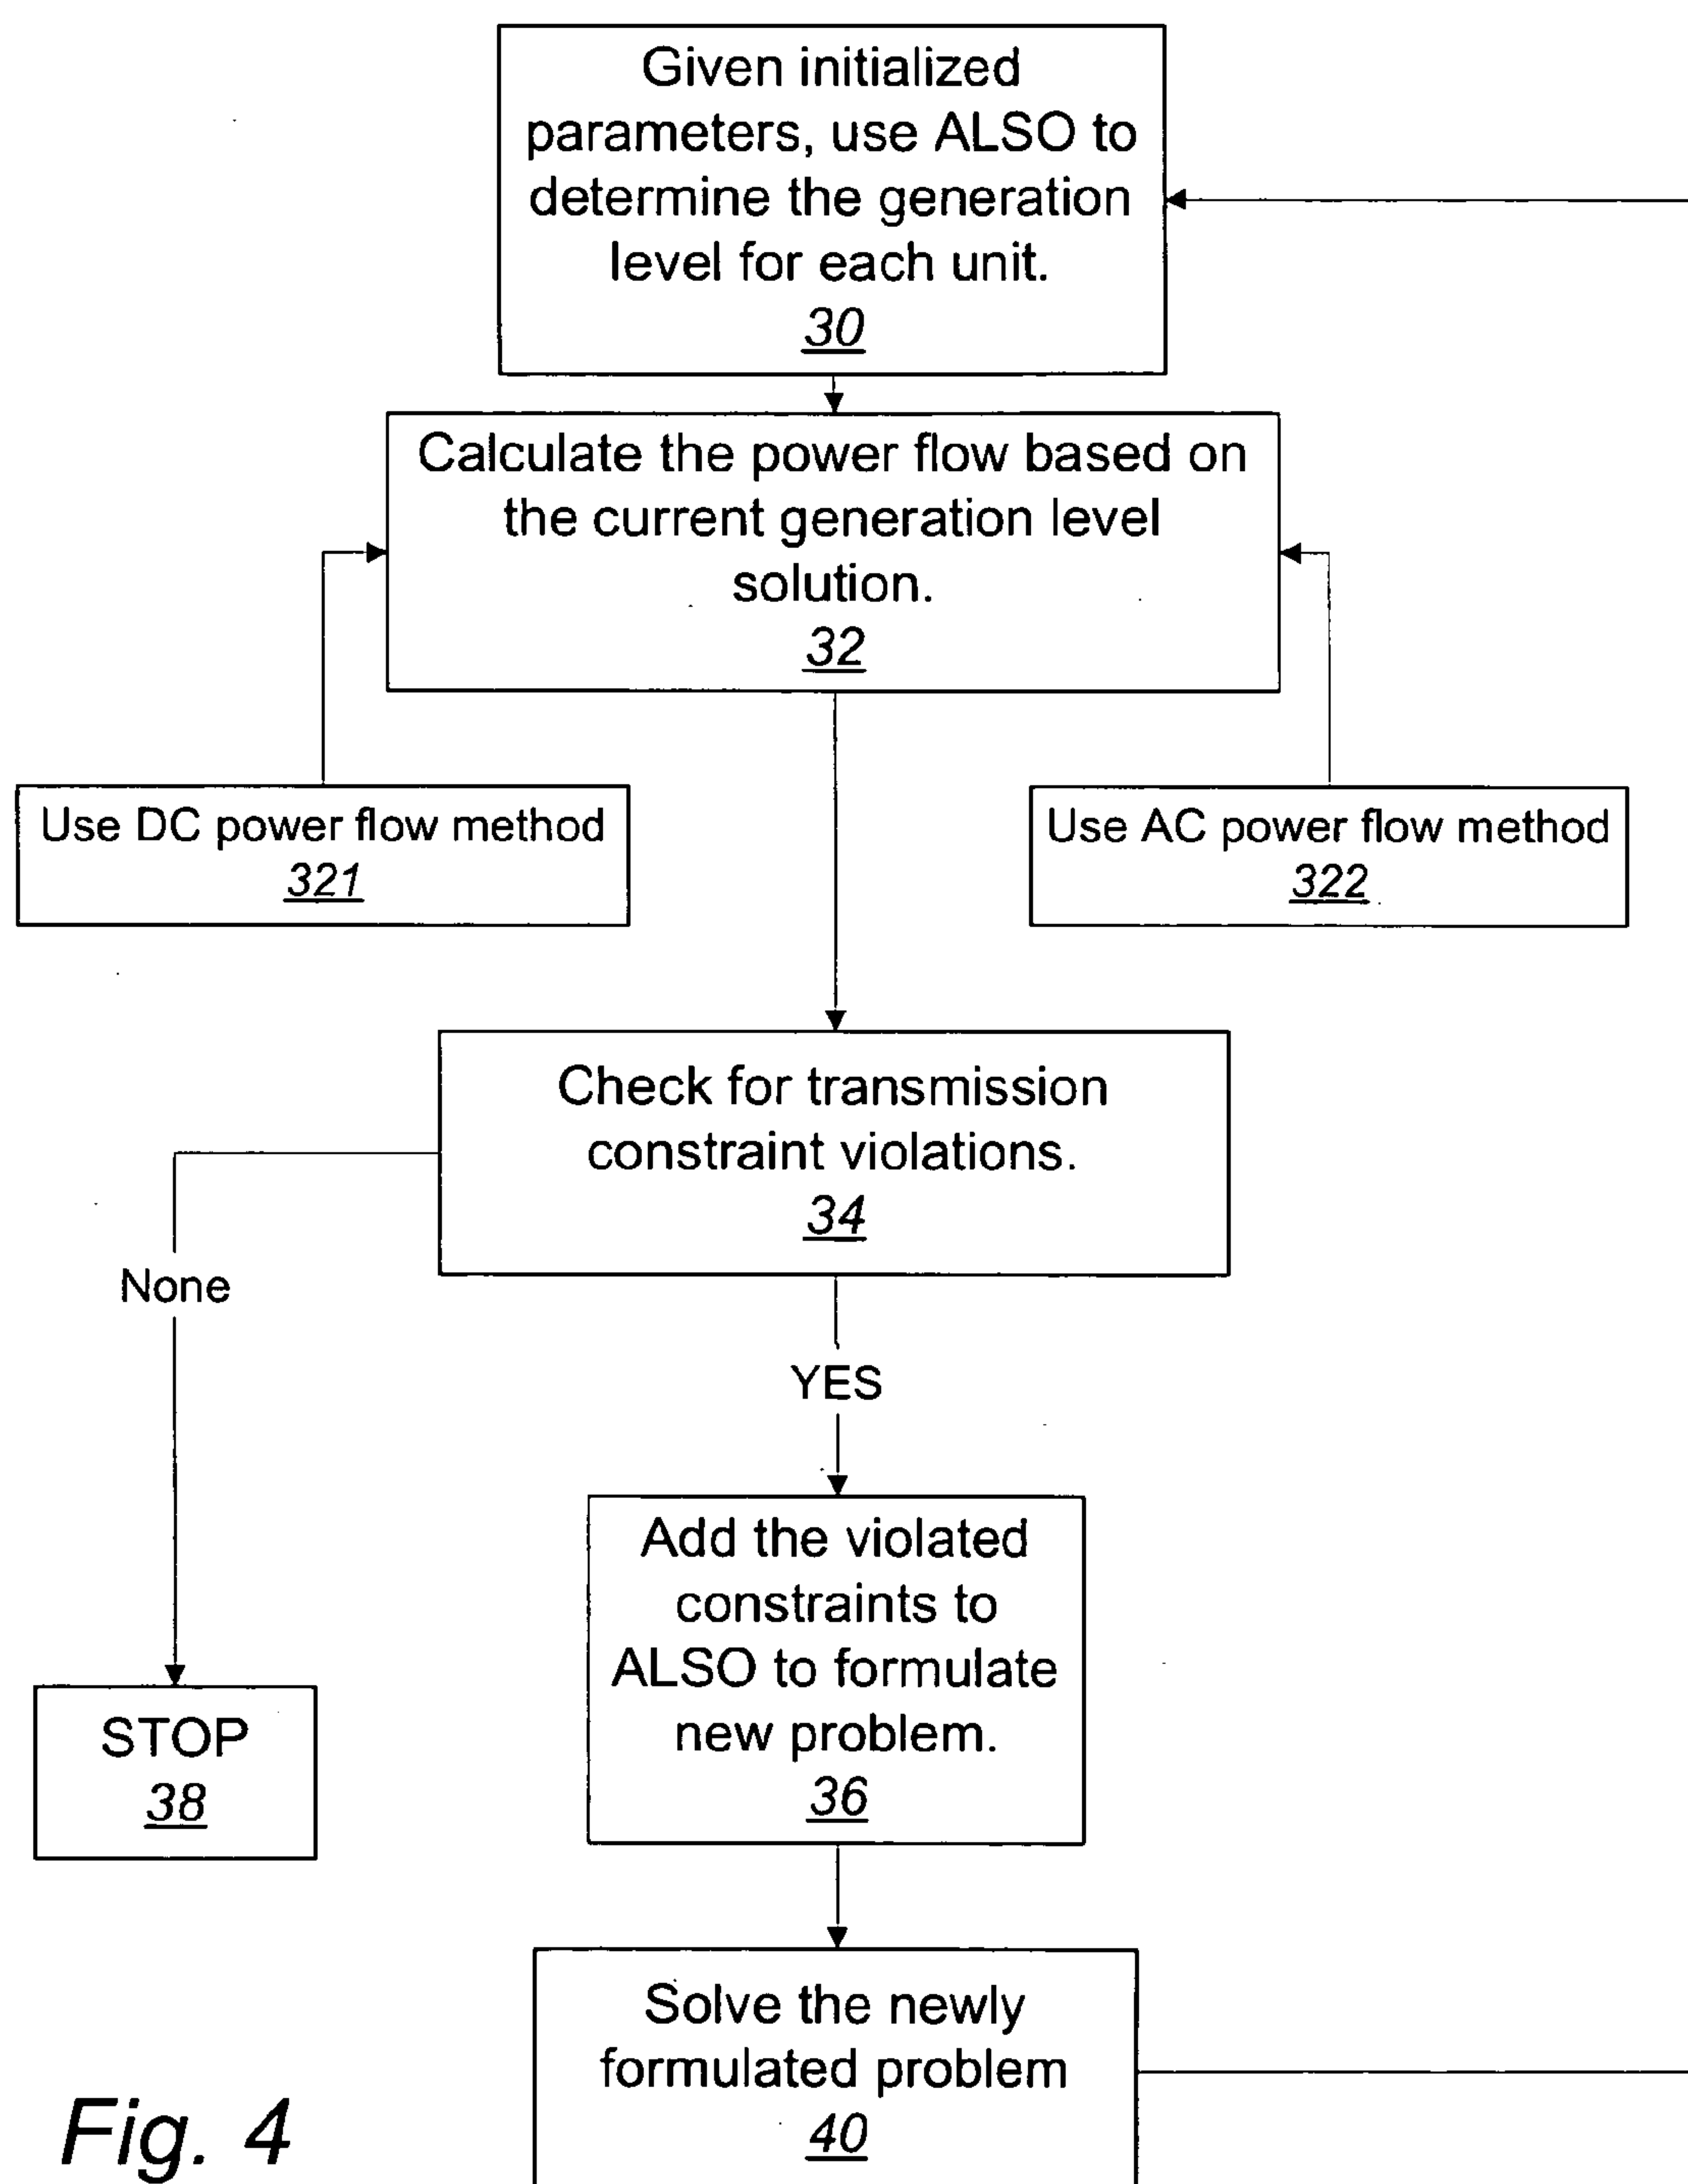 Given initialized
parameters, use ALSO to
determine the generation
level for each unit.
30
Calculate the power flow based on
the current generation level
solution.
32
Use DC power flow method
321
Use AC power flow method
322
Check for transmission
constraint violations.
34
None
YES
Add the violated
constraints to
ALSO to formulate
new problem.
36
STOP
38
Solve the newly
formulated problem
40
Fig. 4